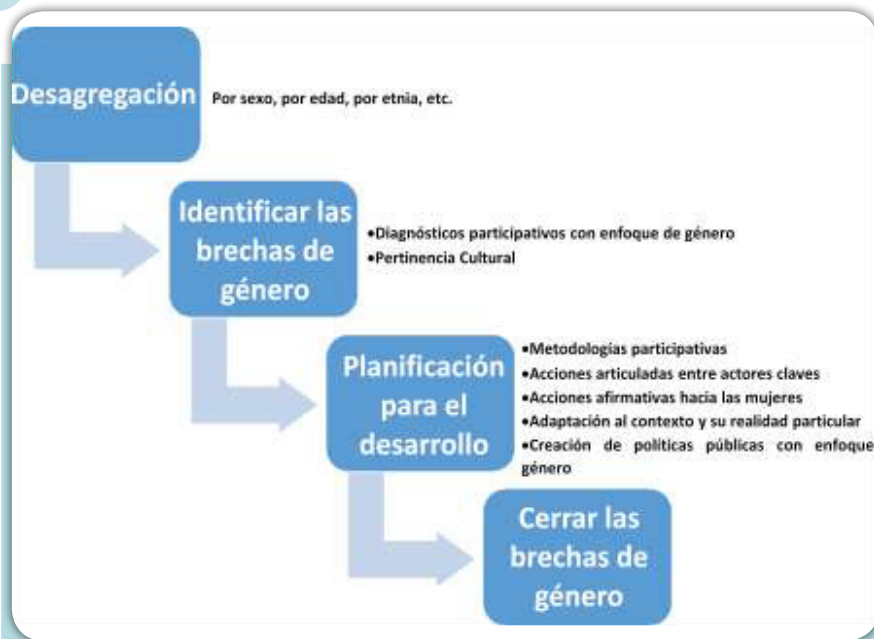 Desagregación
Por sexo, por edad, por etnia, etc.
Identificar las
brechas de
género
•Diagnósticos participativos con enfoque de género
•Pertinencia Cultural
Planificación
para el
desarrollo
•Metodologías participativas
•Acciones articuladas entre actores claves
•Acciones afirmativas hacia las mujeres
•Adaptación al contexto y su realidad particular
•Creación de políticas públicas con enfoque
género
Cerrar las
brechas de
género